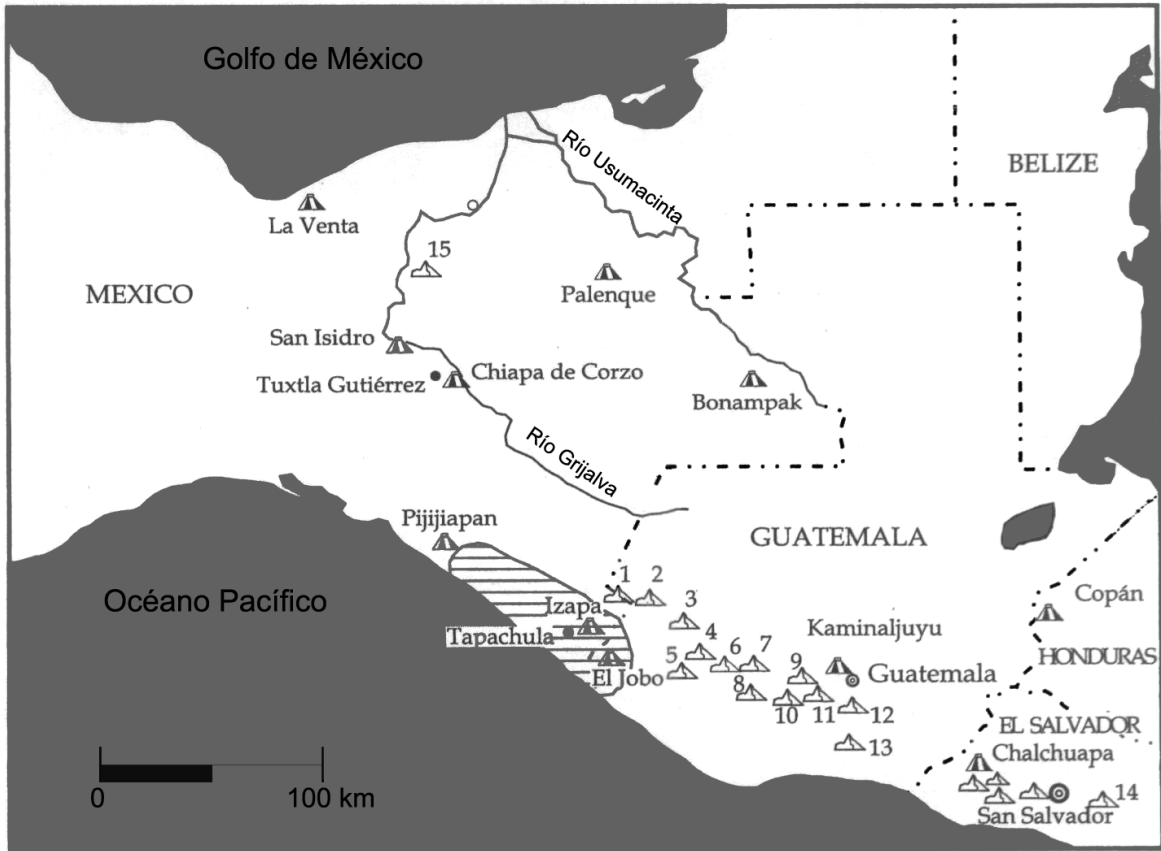 Golfo de México
Río Usumacinta
BELIZE
La Venta
15
MEXICO
Palenque
San Isidro
Tuxtla Gutiérrez
Chiapa de Corzo
Bonampak
Río Grijalva
Pijijiapan
GUATEMALA
1
2
3
Copán
Océano Pacífico
Izapa
Tapachula
Kaminaljuyu
4
5
6
7
El Jobo
9
Guatemala
HONDURAS
8
10
11
12
13
EL SALVADOR
Chalchuapa
14
San Salvador
0
100 km